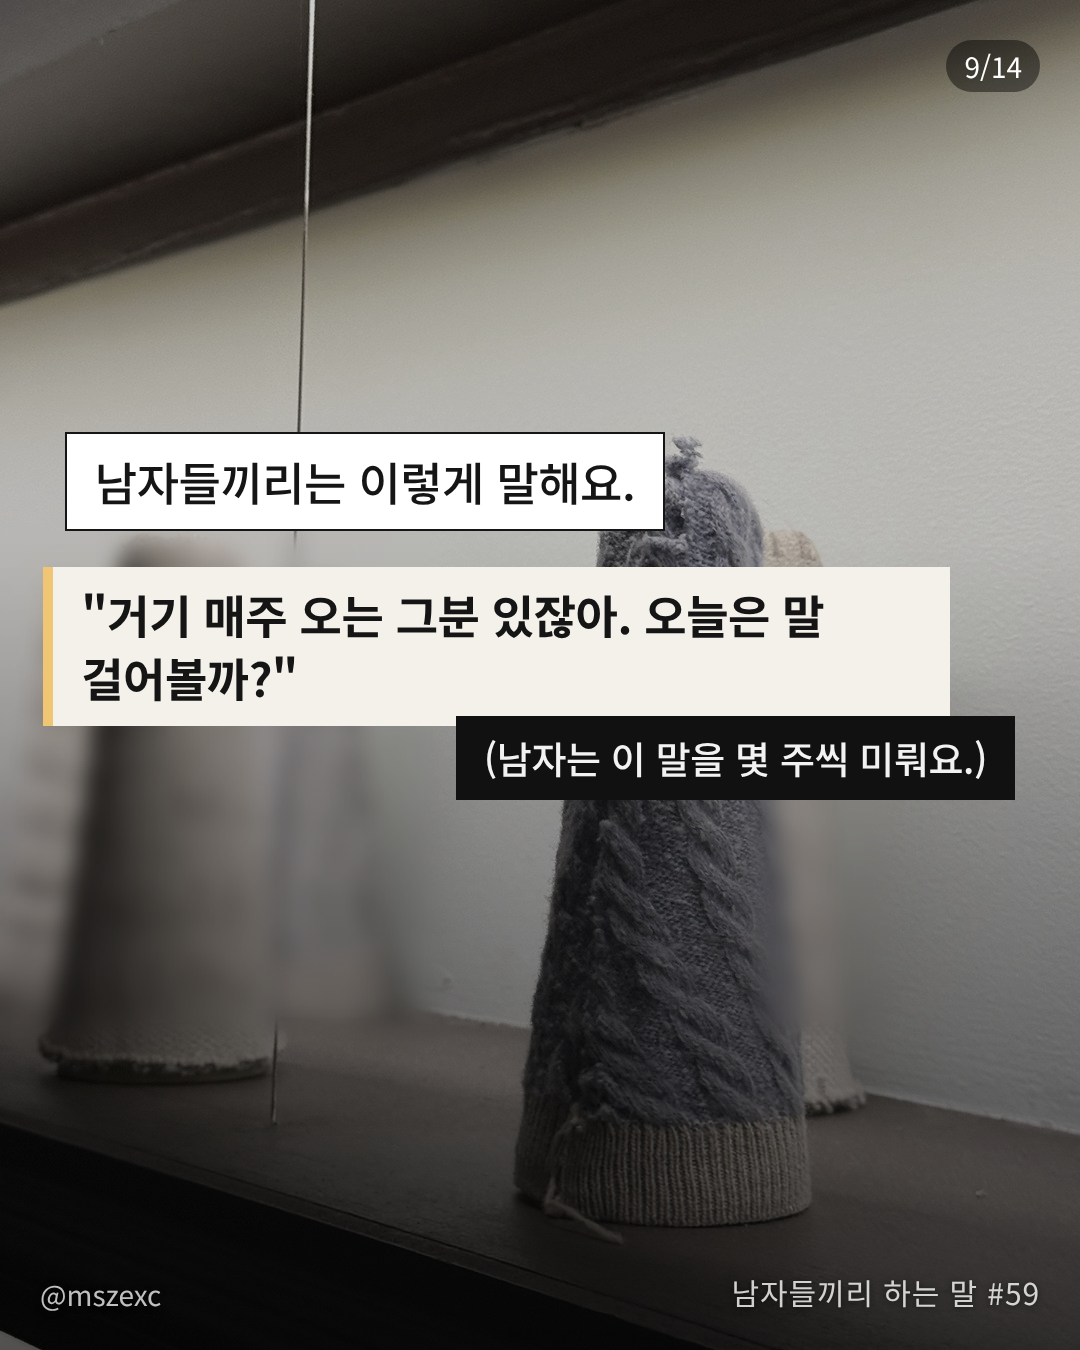 9/14
남자들끼리는 이렇게 말해요.
"거기 매주 오는 그분 있잖아. 오늘은 말
걸어볼까?"
(남자는 이 말을 몇 주씩 미뤄요.)
@mszexc
남자들끼리 하는 말 #59